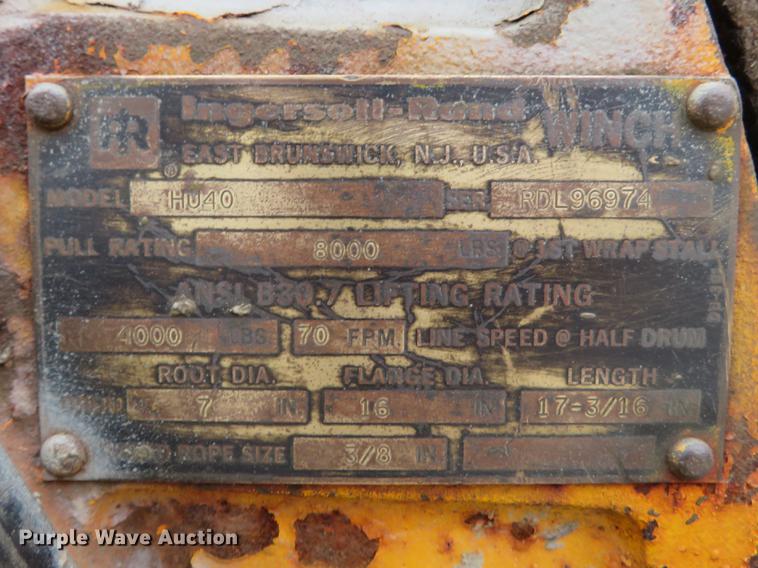 IR Ingersoll-Rand WINCH
® EAST BRUNSWICK, N.J., U.S.A.
MODEL HU40 SER RDL96974
PULL RATING 8000 LBS @ 1ST WRAP STALL
ANSI B30.7 LIFTING RATING
4000 LBS 70 FPM LINE SPEED @ HALF DRUM
ROOT DIA. FLANGE DIA. LENGTH
7 IN 16 IN 17-3/16 IN
ROPE SIZE 3/8 IN
Purple Wave Auction